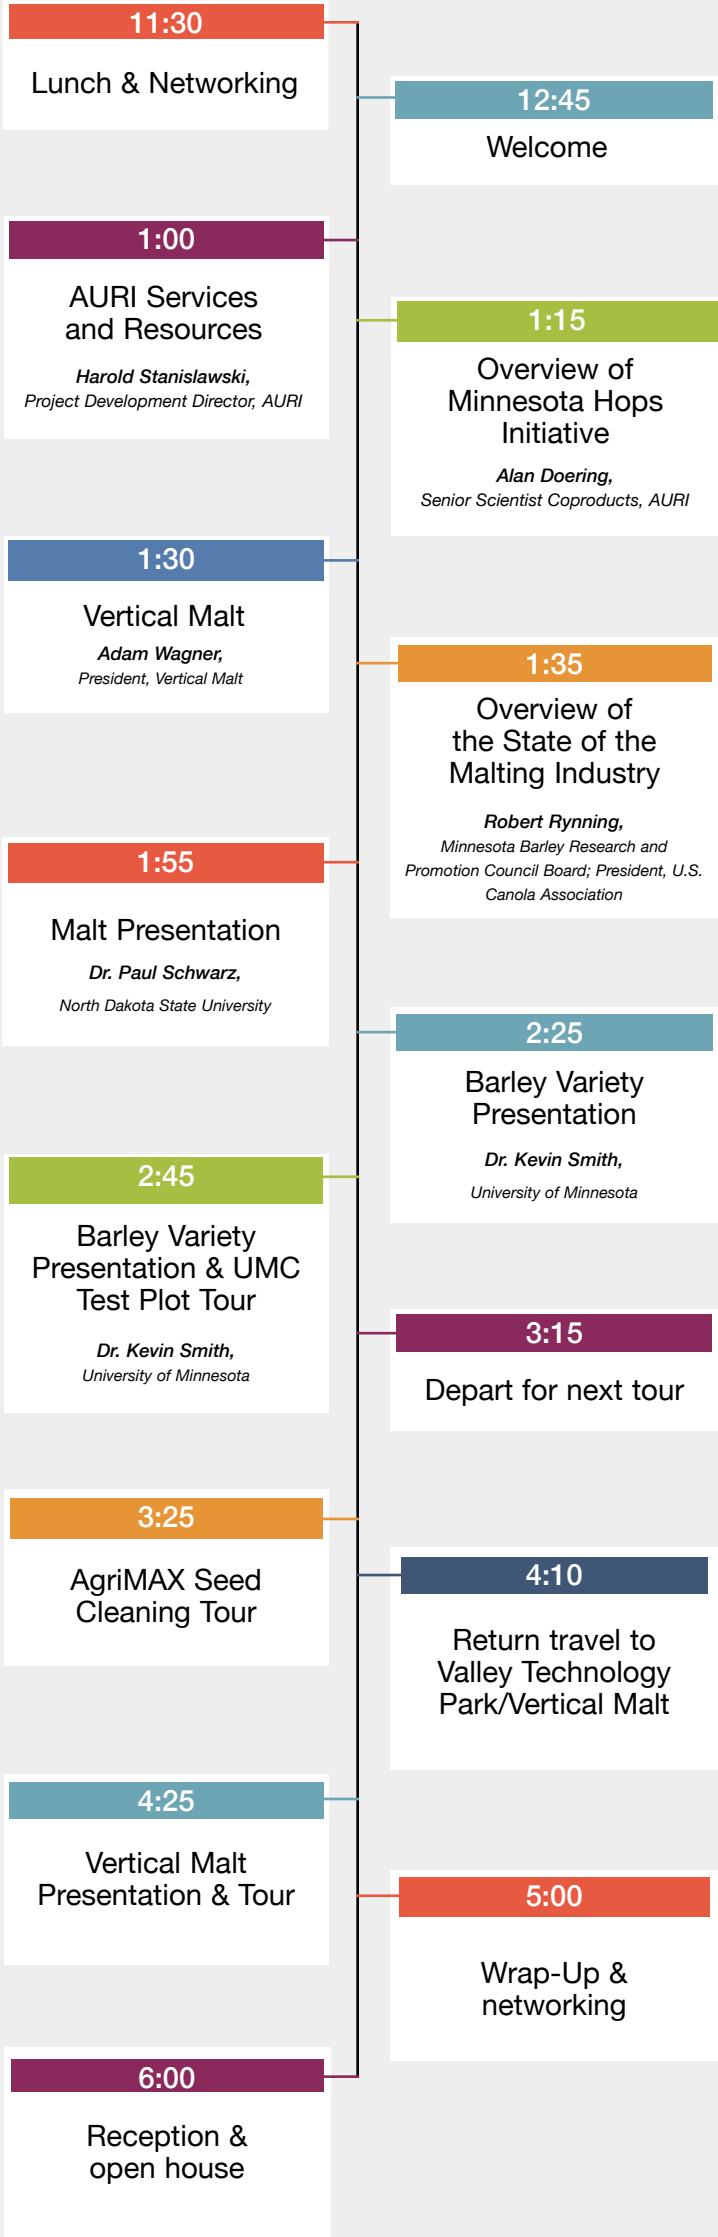 11:30
Lunch & Networking
12:45
Welcome
1:00
AURI Services
and Resources
Harold Stanislawski,
Project Development Director, AURI
1:15
Overview of
Minnesota Hops
Initiative
Alan Doering,
Senior Scientist Coproducts, AURI
1:30
Vertical Malt
Adam Wagner,
President, Vertical Malt
1:35
Overview of
the State of the
Malting Industry
Robert Rynning,
Minnesota Barley Research and
Promotion Council Board; President, U.S.
Canola Association
1:55
Malt Presentation
Dr. Paul Schwarz,
North Dakota State University
2:25
Barley Variety
Presentation
Dr. Kevin Smith,
University of Minnesota
2:45
Barley Variety
Presentation & UMC
Test Plot Tour
Dr. Kevin Smith,
University of Minnesota
3:15
Depart for next tour
3:25
AgriMAX Seed
Cleaning Tour
4:10
Return travel to
Valley Technology
Park/Vertical Malt
4:25
Vertical Malt
Presentation & Tour
5:00
Wrap-Up &
networking
6:00
Reception &
open house